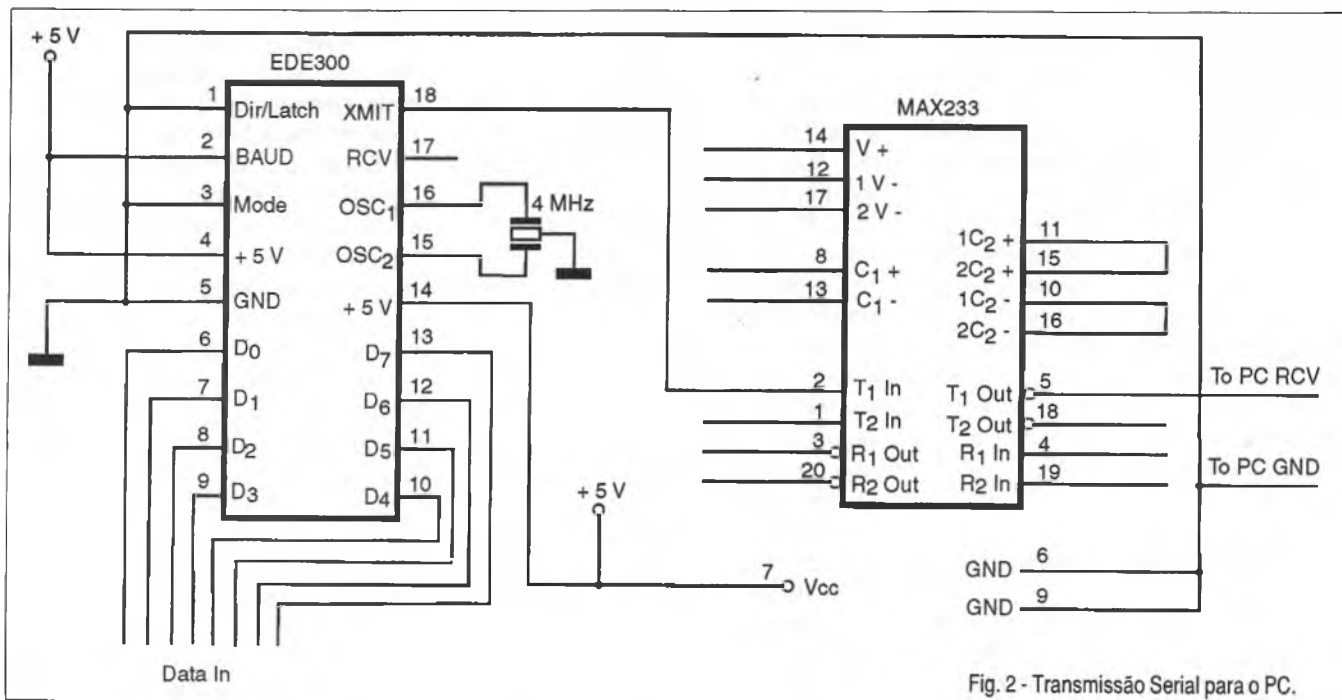 + 5 V
EDE300
1 Dir/Latch XMIT 18
2 BAUD RCV 17
3 Mode OSC1 16
4 + 5 V OSC2 15
5 GND + 5 V 14
6 D0 D7 13
7 D1 D6 12
8 D2 D5 11
9 D3 D4 10
4 MHz
Data In
+ 5 V
7 Vcc
MAX233
14 V +
12 1 V -
17 2 V -
8 C1 +
13 C1 -
1C2 + 11
2C2 + 15
1C2 - 10
2C2 - 16
2 T1 In T1 Out 5
1 T2 In T2 Out 18
3 R1 Out R1 In 4
20 R2 Out R2 In 19
To PC RCV
To PC GND
GND 6
GND 9
Fig. 2 - Transmissão Serial para o PC.